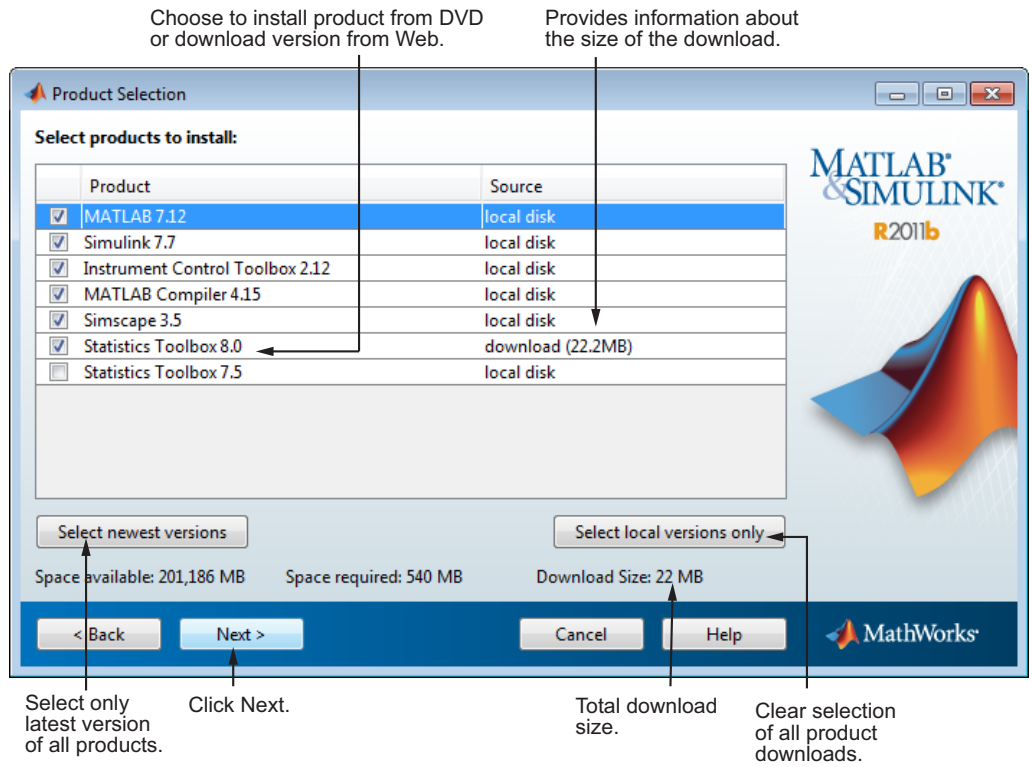 Choose to install product from DVD
or download version from Web.
Provides information about
the size of the download.
Product Selection
Select products to install:
Product Source
MATLAB 7.12 local disk
Simulink 7.7 local disk
Instrument Control Toolbox 2.12 local disk
MATLAB Compiler 4.15 local disk
Simscape 3.5 local disk
Statistics Toolbox 8.0 download (22.2MB)
Statistics Toolbox 7.5 local disk
MATLAB®
&SIMULINK®
R2011b
Select newest versions Select local versions only
Space available: 201,186 MB Space required: 540 MB Download Size: 22 MB
< Back Next > Cancel Help
MathWorks®
Select only
latest version
of all products.
Click Next.
Total download
size.
Clear selection
of all product
downloads.